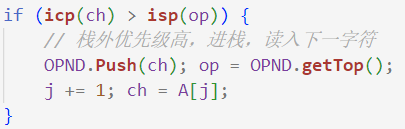 if (icp(ch) > isp(op)) {
    // 栈外优先级高，进栈，读入下一字符
    OPND.Push(ch); op = OPND.getTop();
    j += 1; ch = A[j];
}